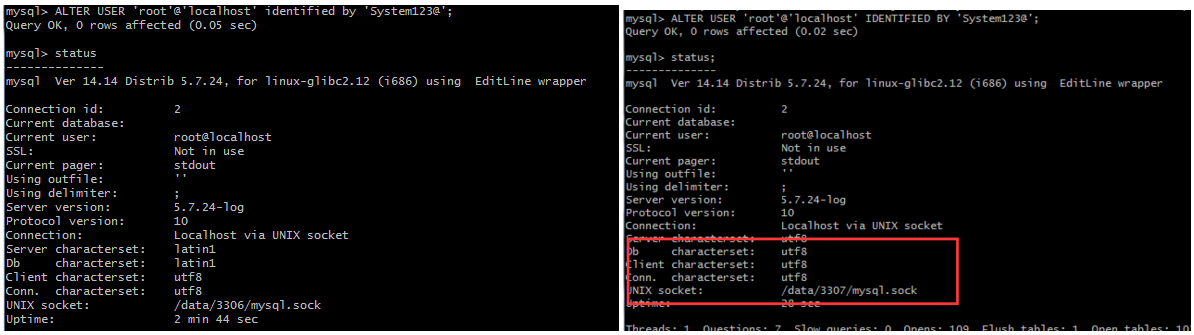 mysql> ALTER USER 'root'@'localhost' identified by 'System123@';
Query OK, 0 rows affected (0.05 sec)
mysql> status
--------------
mysql  Ver 14.14 Distrib 5.7.24, for linux-glibc2.12 (i686) using  EditLine wrapper
Connection id:          2
Current database:
Current user:           root@localhost
SSL:                    Not in use
Current pager:          stdout
Using outfile:          ''
Using delimiter:        ;
Server version:         5.7.24-log
Protocol version:       10
Connection:             Localhost via UNIX socket
Server characterset:    latin1
Db     characterset:    latin1
Client characterset:    utf8
Conn.  characterset:    utf8
UNIX socket:            /data/3306/mysql.sock
Uptime:                 2 min 44 sec
mysql> ALTER USER 'root'@'localhost' IDENTIFIED BY 'System123@';
Query OK, 0 rows affected (0.02 sec)
mysql> status;
--------------
mysql  Ver 14.14 Distrib 5.7.24, for linux-glibc2.12 (i686) using  EditLine wrapper
Connection id:          2
Current database:
Current user:           root@localhost
SSL:                    Not in use
Current pager:          stdout
Using outfile:          ''
Using delimiter:        ;
Server version:         5.7.24-log
Protocol version:       10
Connection:             Localhost via UNIX socket
Server characterset:    utf8
Db     characterset:    utf8
Client characterset:    utf8
Conn.  characterset:    utf8
UNIX socket:            /data/3307/mysql.sock
Uptime:                 28 sec
Threads: 1  Questions: 7  Slow queries: 0  Opens: 109  Flush tables: 1  Open tables: 10